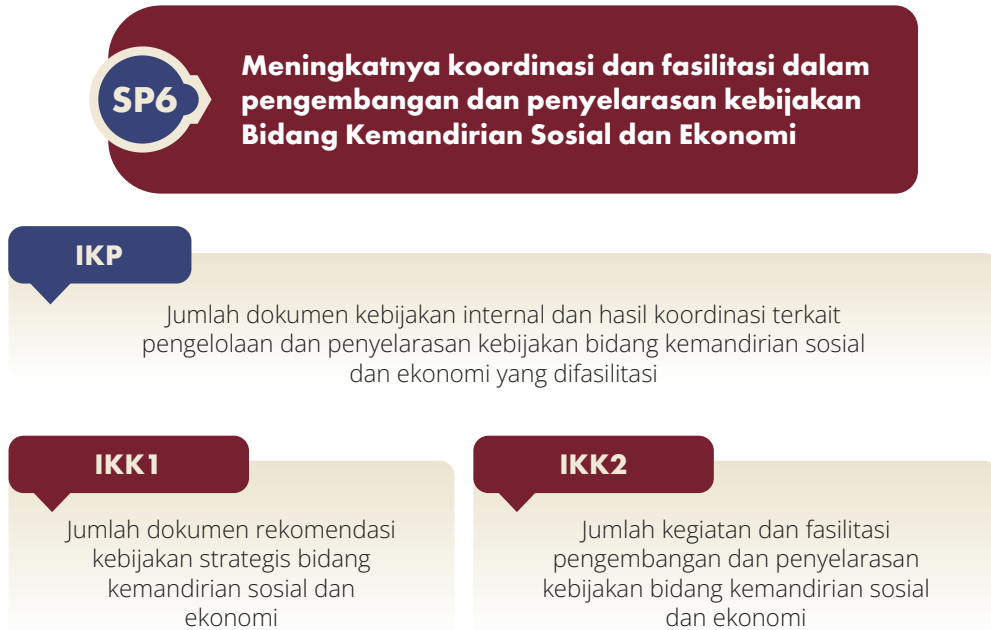 SP6
Meningkatnya koordinasi dan fasilitasi dalam
pengembangan dan penyelarasan kebijakan
Bidang Kemandirian Sosial dan Ekonomi
IKP
Jumlah dokumen kebijakan internal dan hasil koordinasi terkait
pengelolaan dan penyelarasan kebijakan bidang kemandirian sosial
dan ekonomi yang difasilitasi
IKK1
Jumlah dokumen rekomendasi
kebijakan strategis bidang
kemandirian sosial dan
ekonomi
IKK2
Jumlah kegiatan dan fasilitasi
pengembangan dan penyelarasan
kebijakan bidang kemandirian sosial
dan ekonomi